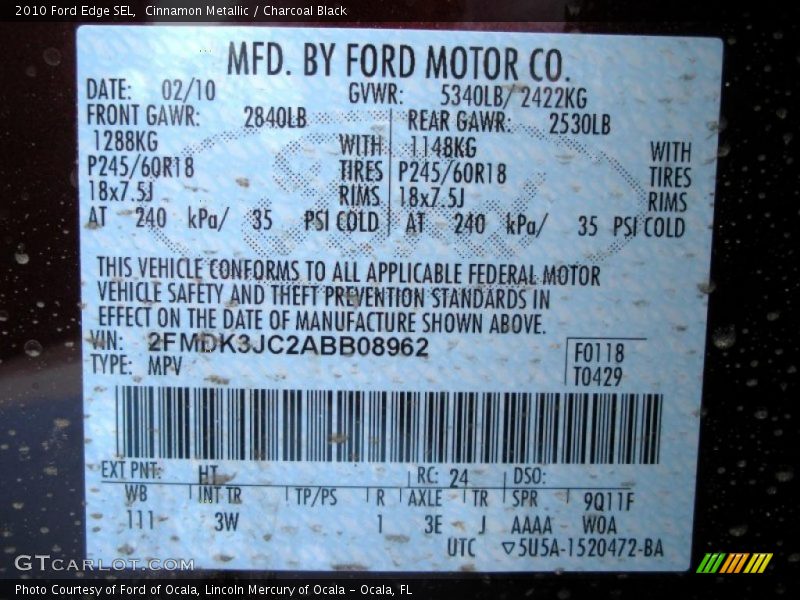 2010 Ford Edge SEL,  Cinnamon Metallic / Charcoal Black
MFD. BY FORD MOTOR CO.
DATE: 02/10 GVWR: 5340LB/ 2422KG
FRONT GAWR: 2840LB REAR GAWR: 2530LB
1288KG WITH 1148KG WITH
P245/60R18 TIRES P245/60R18 TIRES
18x7.5J RIMS 18x7.5J RIMS
AT 240 kPa/ 35 PSI COLD AT 240 kPa/ 35 PSI COLD
THIS VEHICLE CONFORMS TO ALL APPLICABLE FEDERAL MOTOR
VEHICLE SAFETY AND THEFT PREVENTION STANDARDS IN
EFFECT ON THE DATE OF MANUFACTURE SHOWN ABOVE.
VIN: 2FMDK3JC2ABB08962 F0118
TYPE: MPV T0429
EXT PNT: HT RC: 24 DSO:
WB INT TR TP/PS R AXLE TR SPR 9Q11F
111 3W 1 3E J AAAA WOA
UTC ▽5U5A-1520472-BA
GTCarLot.com
Photo Courtesy of Ford of Ocala, Lincoln Mercury of Ocala - Ocala, FL